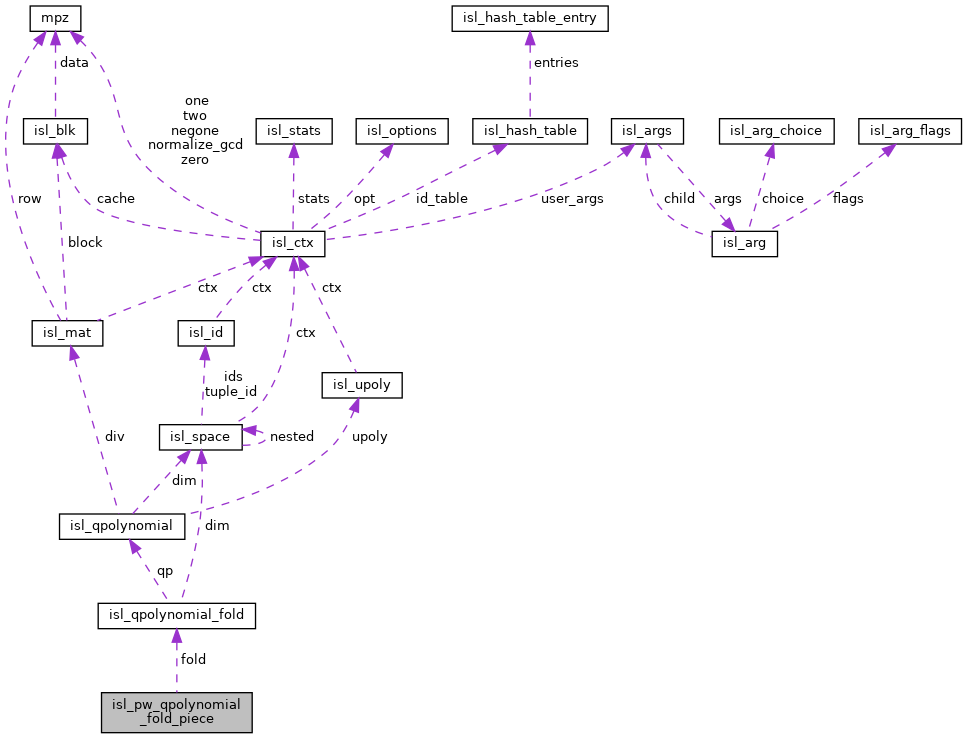 mpz
isl_hash_table_entry
data
entries
one
two
negone
normalize_gcd
zero
isl_blk
isl_stats
isl_options
isl_hash_table
isl_args
isl_arg_choice
isl_arg_flags
row
cache
stats
opt
id_table
user_args
child
args
choice
flags
block
isl_ctx
isl_arg
ctx
ctx
ctx
isl_mat
isl_id
ctx
ids
tuple_id
isl_upoly
div
isl_space
nested
upoly
dim
isl_qpolynomial
dim
qp
isl_qpolynomial_fold
fold
isl_pw_qpolynomial
_fold_piece